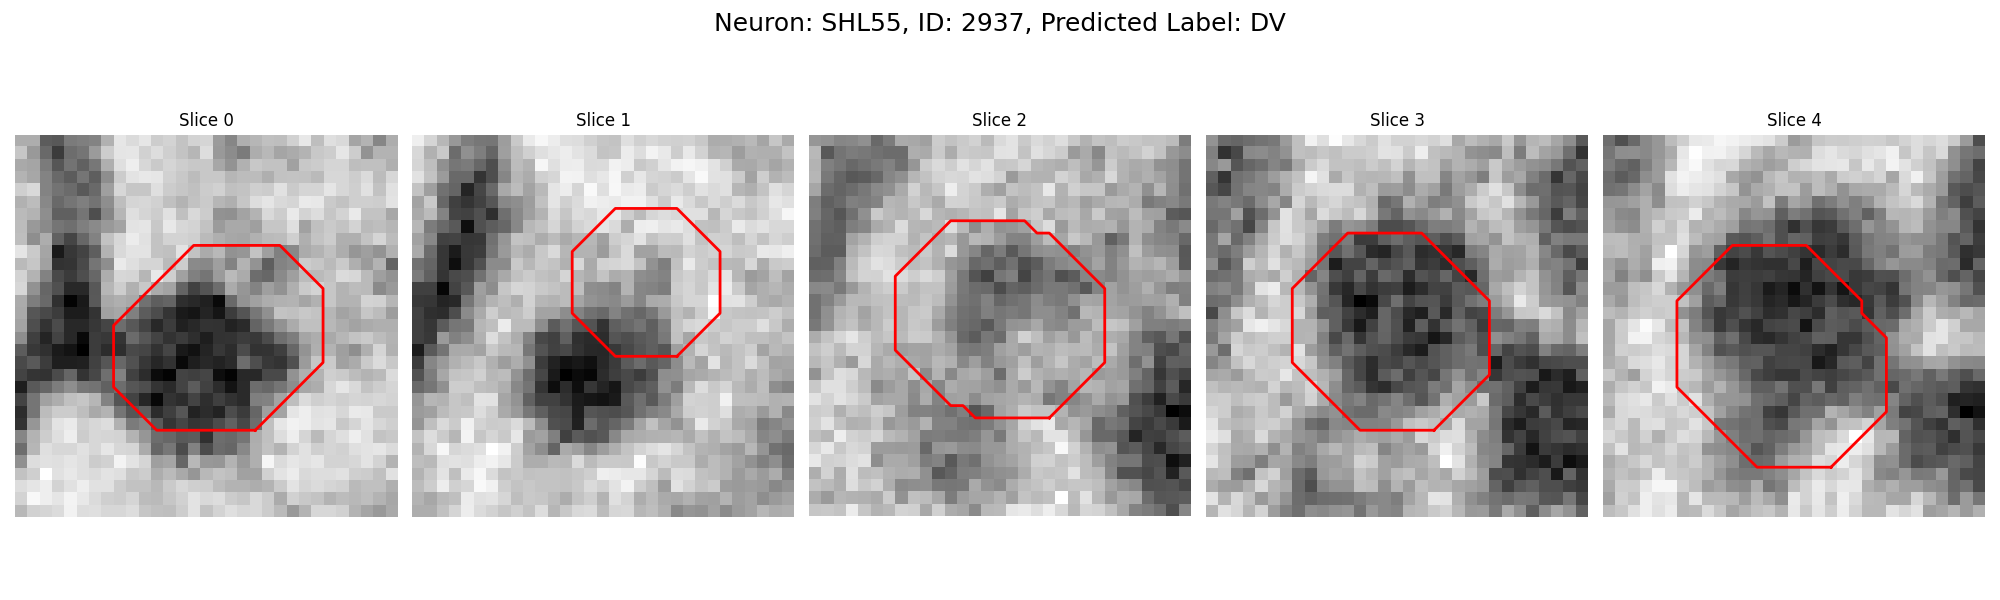 Neuron: SHL55, ID: 2937, Predicted Label: DV
Slice 0
Slice 1
Slice 2
Slice 3
Slice 4